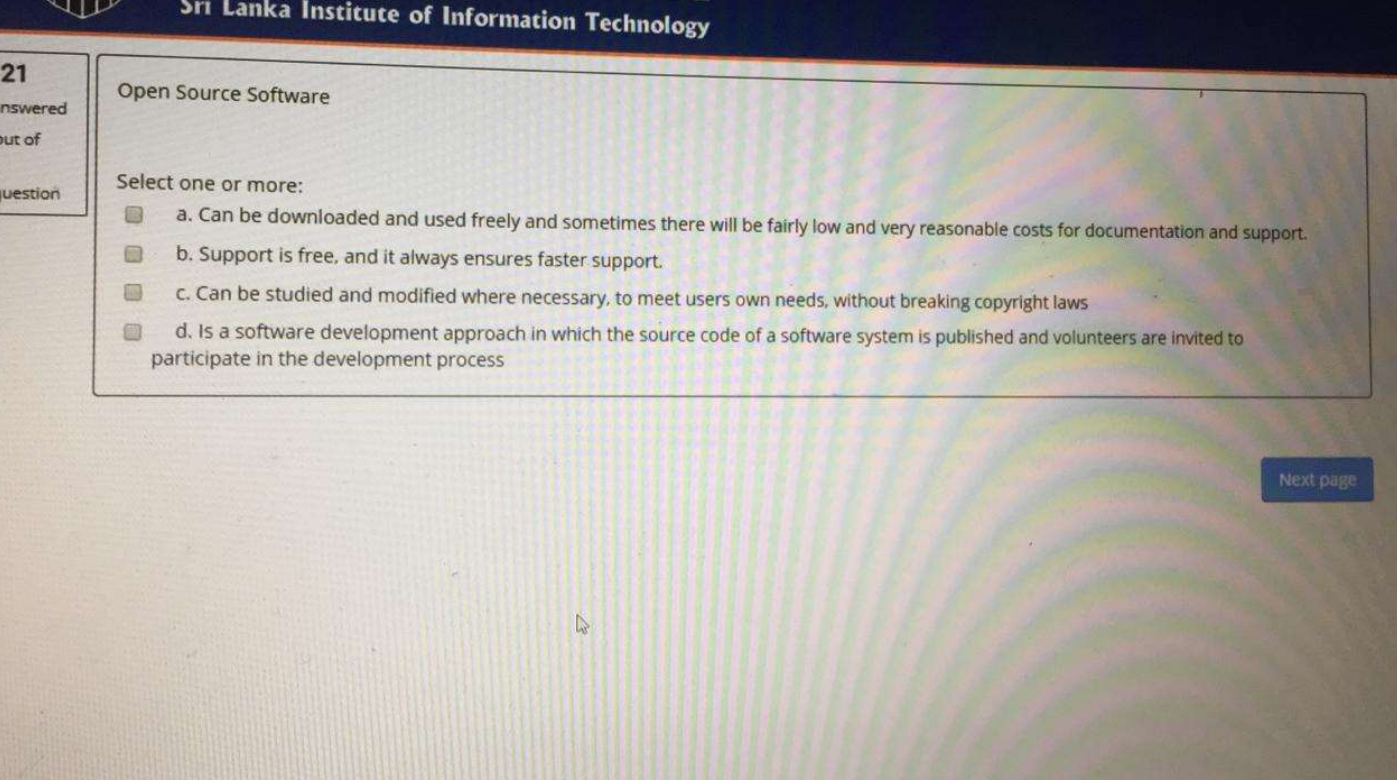 Sri Lanka Institute of Information Technology
21
nswered
out of
uestion
Open Source Software
Select one or more:
a. Can be downloaded and used freely and sometimes there will be fairly low and very reasonable costs for documentation and support.
b. Support is free, and it always ensures faster support.
c. Can be studied and modified where necessary, to meet users own needs, without breaking copyright laws
d. Is a software development approach in which the source code of a software system is published and volunteers are invited to
participate in the development process
Next page